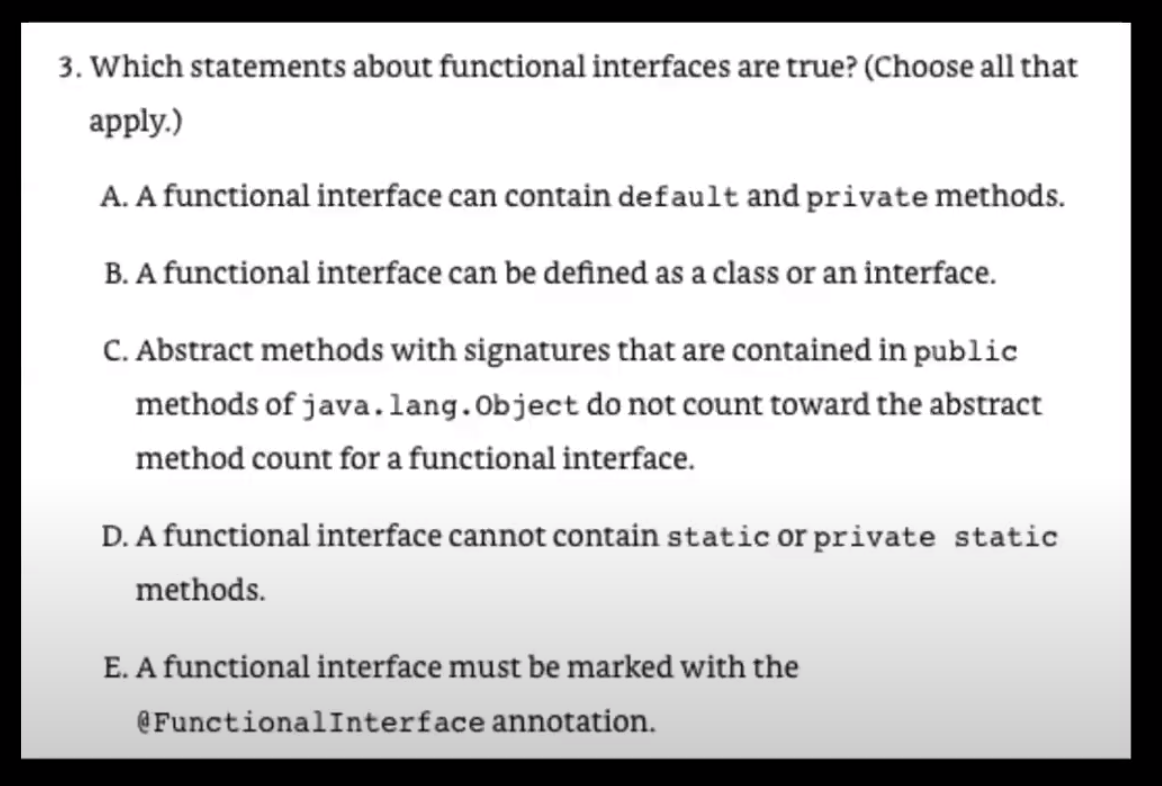 3. Which statements about functional interfaces are true? (Choose all that
apply.)
A. A functional interface can contain default and private methods.
B. A functional interface can be defined as a class or an interface.
C. Abstract methods with signatures that are contained in public
methods of java.lang.Object do not count toward the abstract
method count for a functional interface.
D. A functional interface cannot contain static or private static
methods.
E. A functional interface must be marked with the
@FunctionalInterface annotation.